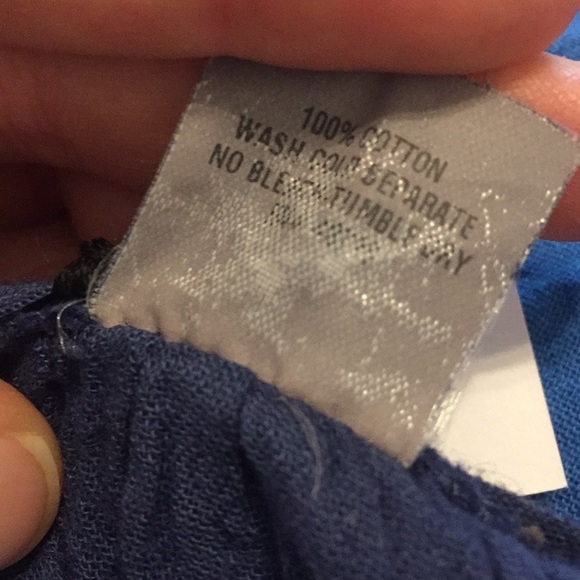 100% COTTON
WASH COLD SEPARATE
NO BLEACH TUMBLE DRY